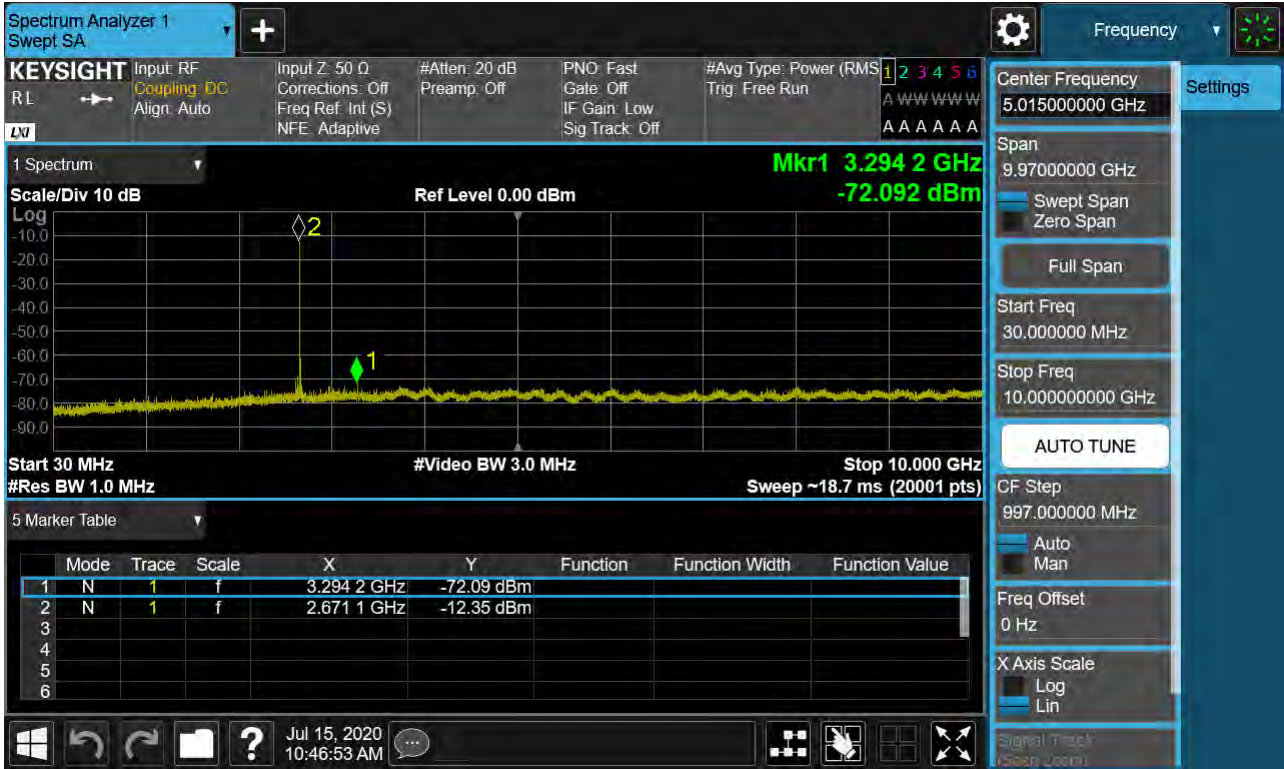 Spectrum Analyzer 1
Swept SA
+
Frequency
KEYSIGHT
RL
LXI
Input: RF
Coupling: DC
Align: Auto
Input Z: 50 Ω
Corrections: Off
Freq Ref: Int (S)
NFE: Adaptive
#Atten: 20 dB
Preamp: Off
PNO: Fast
Gate: Off
IF Gain: Low
Sig Track: Off
#Avg Type: Power (RMS
Trig: Free Run
1 2 3 4 5 6
A W W W W W
A A A A A A
1 Spectrum
Mkr1 3.294 2 GHz
-72.092 dBm
Scale/Div 10 dB
Ref Level 0.00 dBm
Log
-10.0
-20.0
-30.0
-40.0
-50.0
-60.0
-70.0
-80.0
-90.0
2
1
Start 30 MHz
#Video BW 3.0 MHz
Stop 10.000 GHz
#Res BW 1.0 MHz
Sweep ~18.7 ms (20001 pts)
5 Marker Table
Mode Trace Scale X Y Function Function Width Function Value
1 N 1 f 3.294 2 GHz -72.09 dBm
2 N 1 f 2.671 1 GHz -12.35 dBm
3
4
5
6
?
Jul 15, 2020
10:46:53 AM
Center Frequency
5.015000000 GHz
Settings
Span
9.97000000 GHz
Swept Span
Zero Span
Full Span
Start Freq
30.000000 MHz
Stop Freq
10.000000000 GHz
AUTO TUNE
CF Step
997.000000 MHz
Auto
Man
Freq Offset
0 Hz
X Axis Scale
Log
Lin
Signal Track
(Span Zoom)